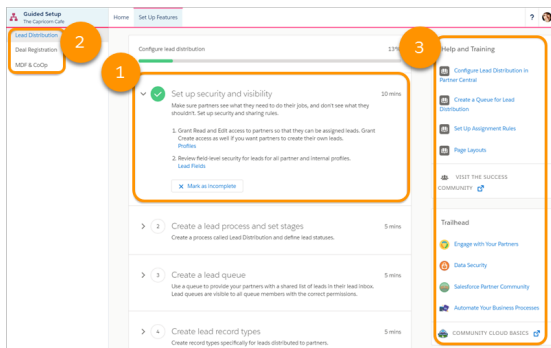 Guided Setup
The Capricorn Cafe
Home
Set Up Features
?
Lead Distribution
Deal Registration
MDF & CoOp
2
Configure lead distribution
13%
1
Set up security and visibility
10 mins
Make sure partners see what they need to do their jobs, and don't see what they
shouldn't. Set up security and sharing rules.
1. Grant Read and Edit access to partners so that they can be assigned leads. Grant
Create access as well if you want partners to create their own leads.
Profiles
2. Review field-level security for leads for all partner and internal profiles.
Lead Fields
× Mark as Incomplete
2
Create a lead process and set stages
5 mins
Create a process called Lead Distribution and define lead statuses.
3
Create a lead queue
5 mins
Use a queue to provide your partners with a shared list of leads in their lead inbox.
Lead queues are visible to all queue members with the correct permissions.
4
Create lead record types
5 mins
Create record types specifically for leads distributed to partners.
3
Help and Training
Configure Lead Distribution in
Partner Central
Create a Queue for Lead
Distribution
Set Up Assignment Rules
Page Layouts
VISIT THE SUCCESS
COMMUNITY
Trailhead
Engage with Your Partners
Data Security
Salesforce Partner Community
Automate Your Business Processes
COMMUNITY CLOUD BASICS